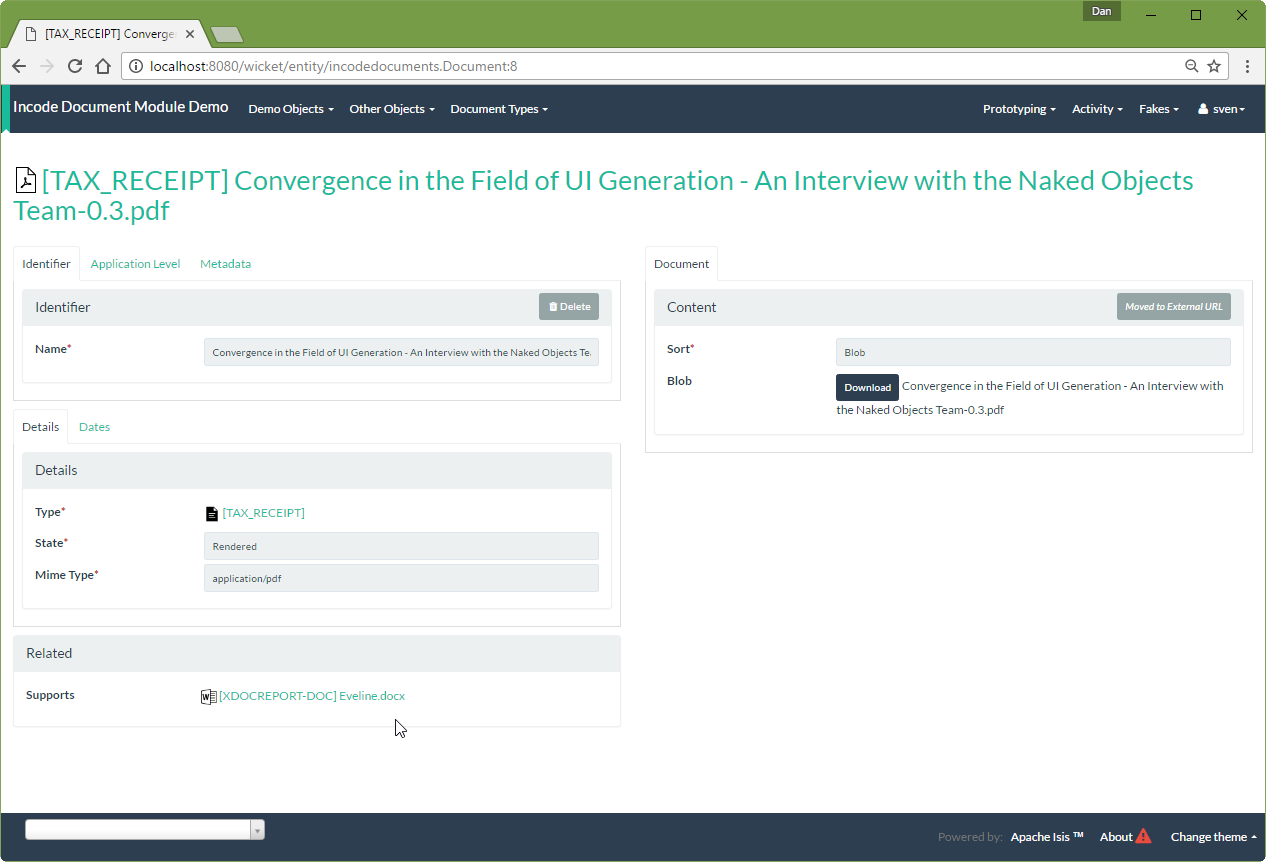 Dan
[TAX_RECEIPT] Converge
localhost:8080/wicket/entity/incodedocuments.Document:8
Incode Document Module Demo Demo Objects Other Objects Document Types Prototyping Activity Fakes sven
[TAX_RECEIPT] Convergence in the Field of UI Generation - An Interview with the Naked Objects
Team-0.3.pdf
Identifier Application Level Metadata
Identifier Delete
Name* Convergence in the Field of UI Generation - An Interview with the Naked Objects Te
Details Dates
Details
Type* [TAX_RECEIPT]
State* Rendered
Mime Type* application/pdf
Related
Supports [XDOCREPORT-DOC] Eveline.docx
Document
Content Moved to External URL
Sort* Blob
Blob Download Convergence in the Field of UI Generation - An Interview with
the Naked Objects Team-0.3.pdf
Powered by: Apache Isis ™ About Change theme